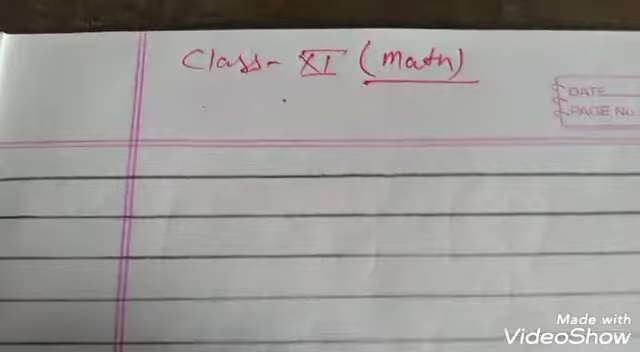 Class- XI (Math)
DATE
PAGE No.
Made with
VideoShow